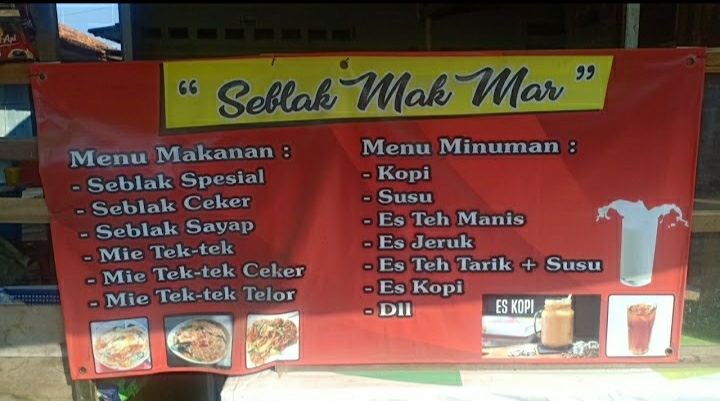 “ Seblak Mak Mar ”
Menu Makanan :
- Seblak Spesial
- Seblak Ceker
- Seblak Sayap
- Mie Tek-tek
- Mie Tek-tek Ceker
- Mie Tek-tek Telor
Menu Minuman :
- Kopi
- Susu
- Es Teh Manis
- Es Jeruk
- Es Teh Tarik + Susu
- Es Kopi
- Dll
ES KOPI